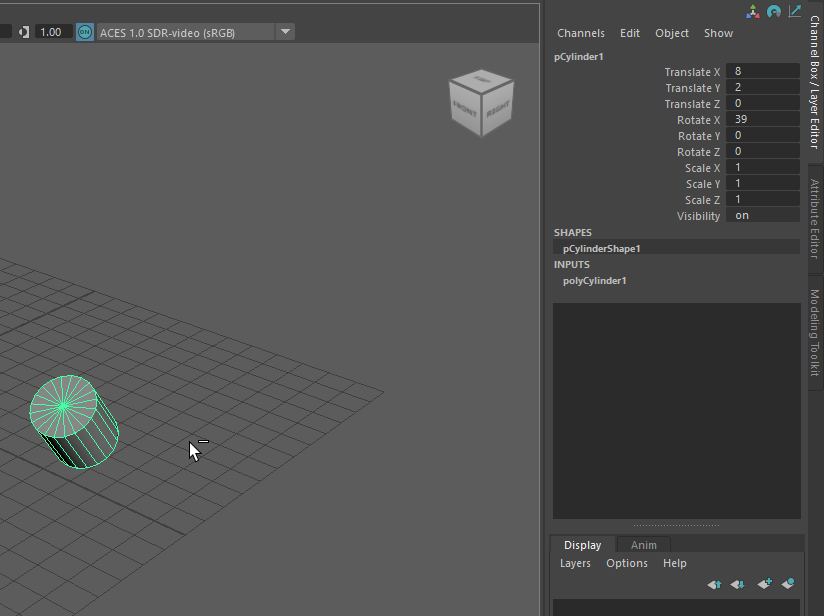 1.00 ON ACES 1.0 SDR-video (sRGB)
TOP
FRONT RIGHT
Channels Edit Object Show
pCylinder1
Translate X 8
Translate Y 2
Translate Z 0
Rotate X 39
Rotate Y 0
Rotate Z 0
Scale X 1
Scale Y 1
Scale Z 1
Visibility on
SHAPES
pCylinderShape1
INPUTS
polyCylinder1
Display Anim
Layers Options Help
Channel Box / Layer Editor
Attribute Editor
Modeling Toolkit